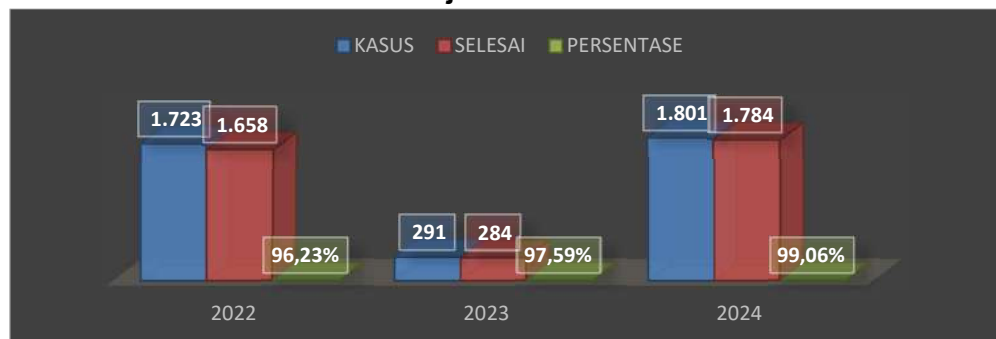 KASUS SELESAI PERSENTASE
1.723 1.658 1.801 1.784
291 284
96,23% 97,59% 99,06%
2022 2023 2024